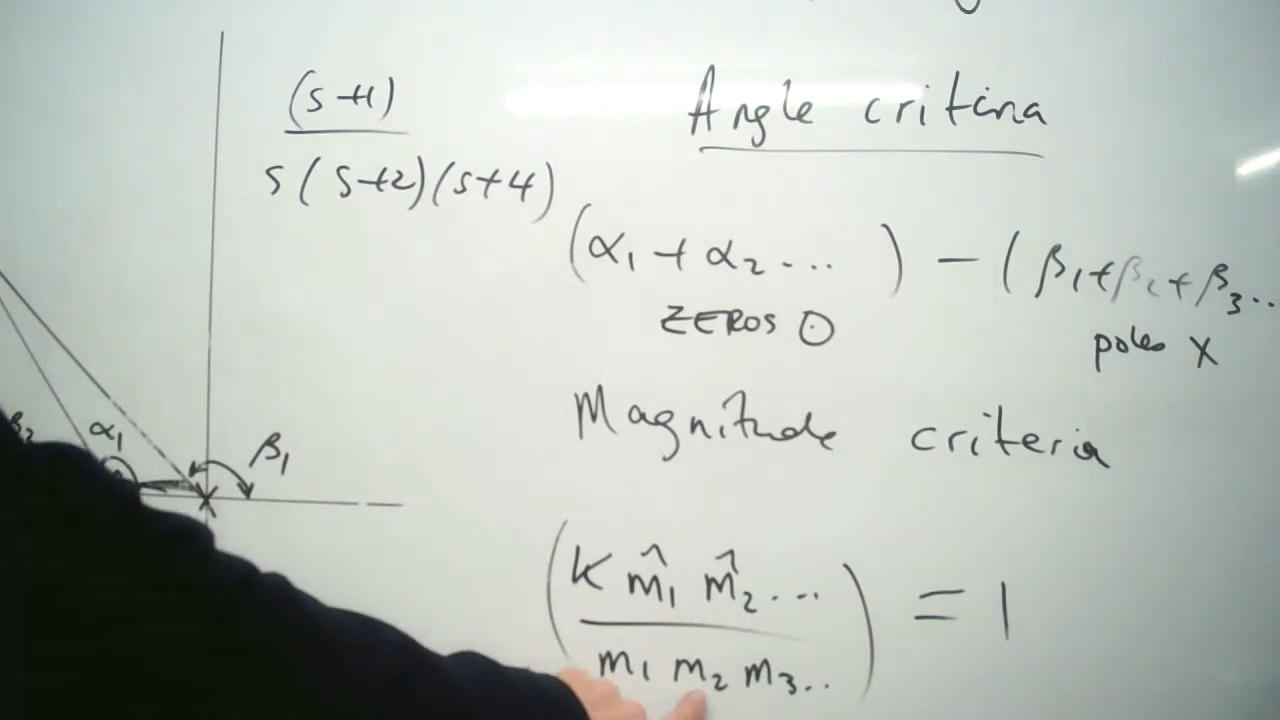 (s+1)
s(s+2)(s+4)
Angle critina
(α₁ + α₂ ....) - (β₁+β₂+β₃..
ZEROS O
poles X
Magnitude criteria
α₁
β₁
β₂
(K m̂₁ m̂₂ ... / m₁ m₂ m₃..) = 1